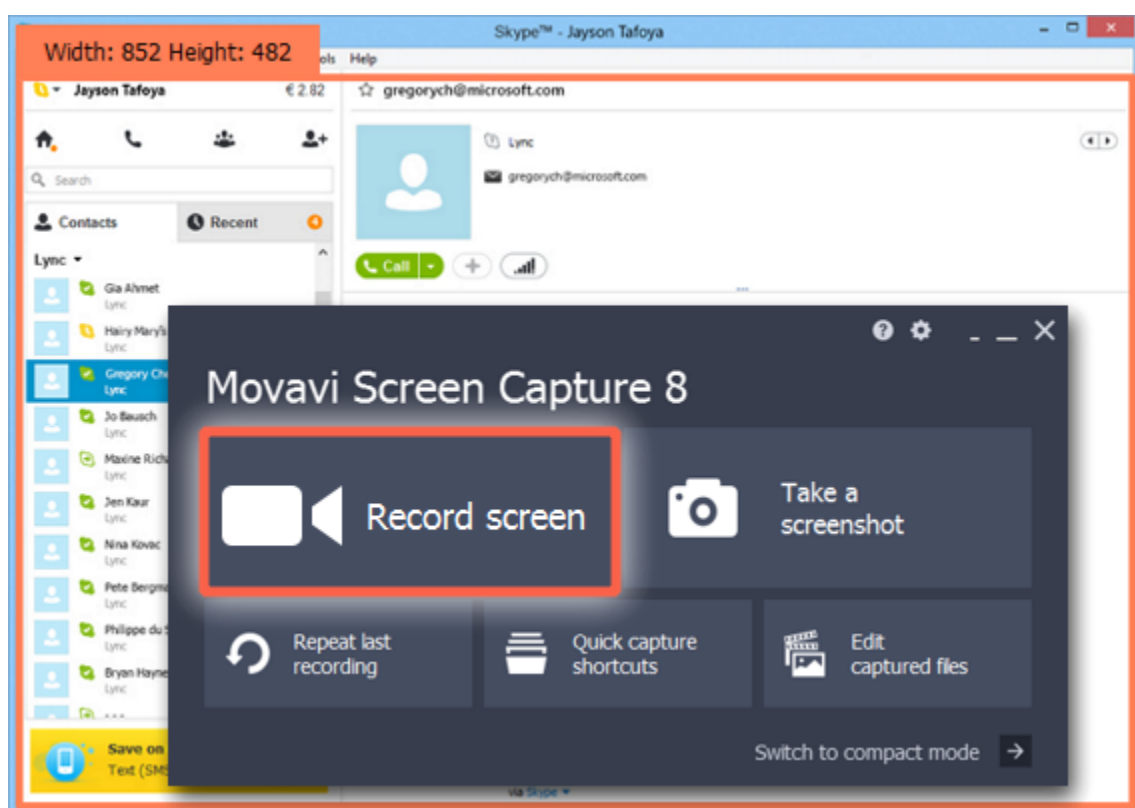 Skype™ - Jayson Tafoya
Width: 852 Height: 482
ols Help
Jayson Tafoya € 2.82
gregorych@microsoft.com
Lync
gregorych@microsoft.com
Search
Contacts
Recent 4
Lync
Call
Gia Ahmet
Lync
Hairy Mary's
Lync
Gregory Che
Lync
Jo Bausch
Lync
Maxine Rich
Lync
Jen Kaur
Lync
Nina Kovac
Lync
Pete Bergma
Lync
Philippe du
Lync
Bryan Hayne
Lync
Save on
Text (SMS
Movavi Screen Capture 8
Record screen
Take a
screenshot
Repeat last
recording
Quick capture
shortcuts
Edit
captured files
Switch to compact mode
via Skype